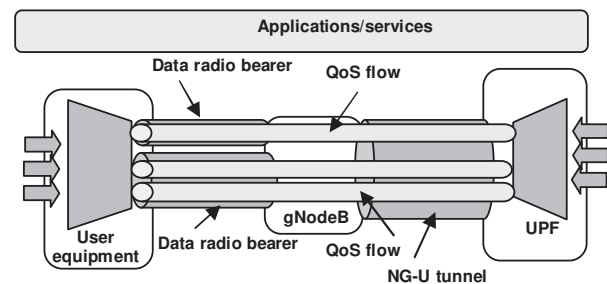 Applications/services
Data radio bearer
QoS flow
gNodeB
User
equipment
Data radio bearer
QoS flow
NG-U tunnel
UPF